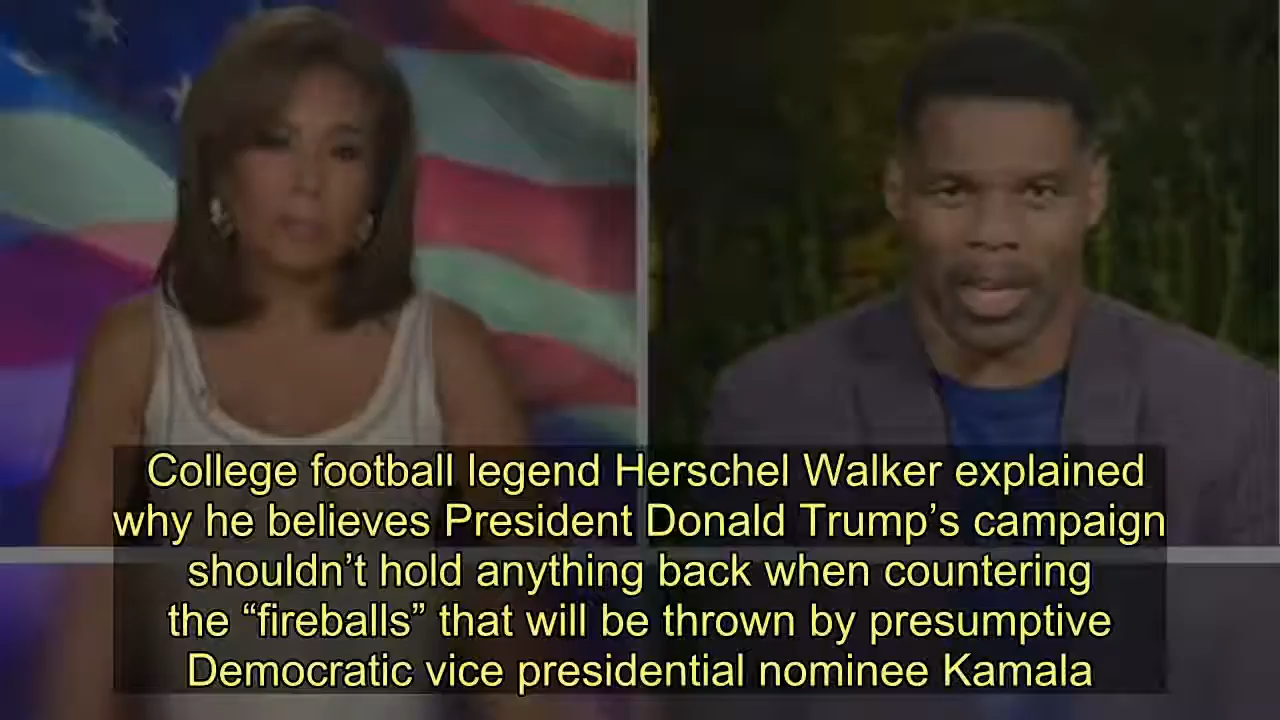 College football legend Herschel Walker explained
why he believes President Donald Trump’s campaign
shouldn’t hold anything back when countering
the “fireballs” that will be thrown by presumptive
Democratic vice presidential nominee Kamala